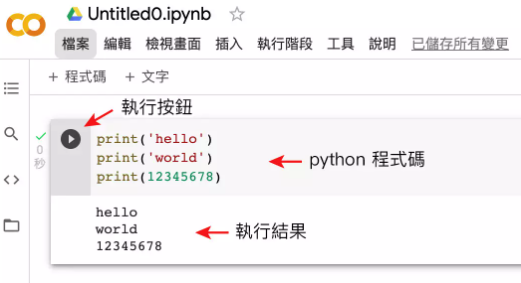 Untitled0.ipynb
檔案 編輯 檢視畫面 插入 執行階段 工具 說明 已儲存所有變更
+ 程式碼 + 文字
執行按鈕
0
秒
print('hello')
print('world')
print(12345678)
python 程式碼
hello
world
12345678
執行結果